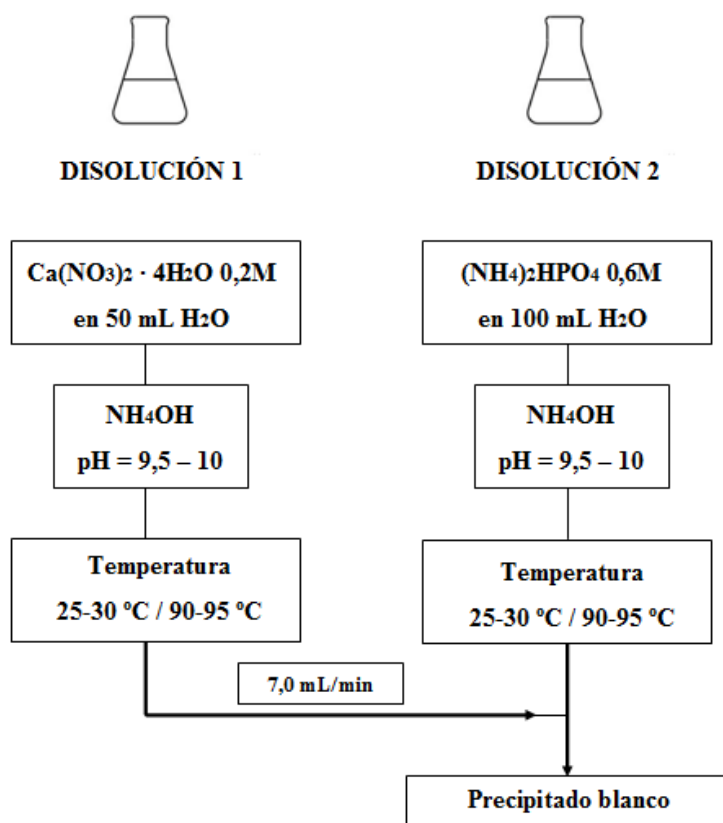 DISOLUCIÓN 1
Ca(NO3)2 · 4H2O 0,2M
en 50 mL H2O
NH4OH
pH = 9,5 – 10
Temperatura
25-30 ºC / 90-95 ºC
7,0 mL/min
DISOLUCIÓN 2
(NH4)2HPO4 0,6M
en 100 mL H2O
NH4OH
pH = 9,5 – 10
Temperatura
25-30 ºC / 90-95 ºC
Precipitado blanco